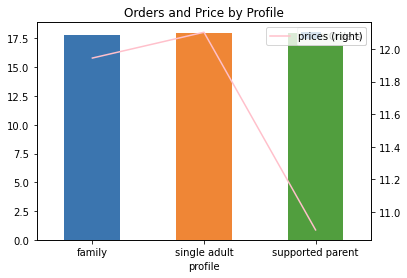 Orders and Price by Profile
prices (right)
17.5
15.0
12.5
10.0
7.5
5.0
2.5
0.0
12.0
11.8
11.6
11.4
11.2
11.0
family
single adult
supported parent
profile